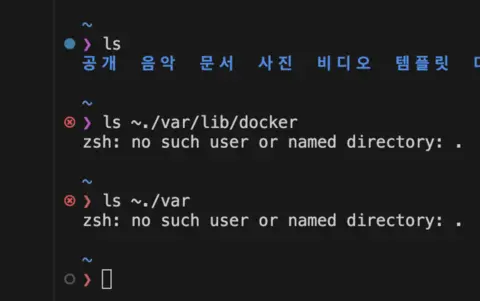 ~
❯ ls
공개 음악 문서 사진 비디오 템플릿
~
❯ ls ~./var/lib/docker
zsh: no such user or named directory: .
~
❯ ls ~./var
zsh: no such user or named directory: .
~
❯